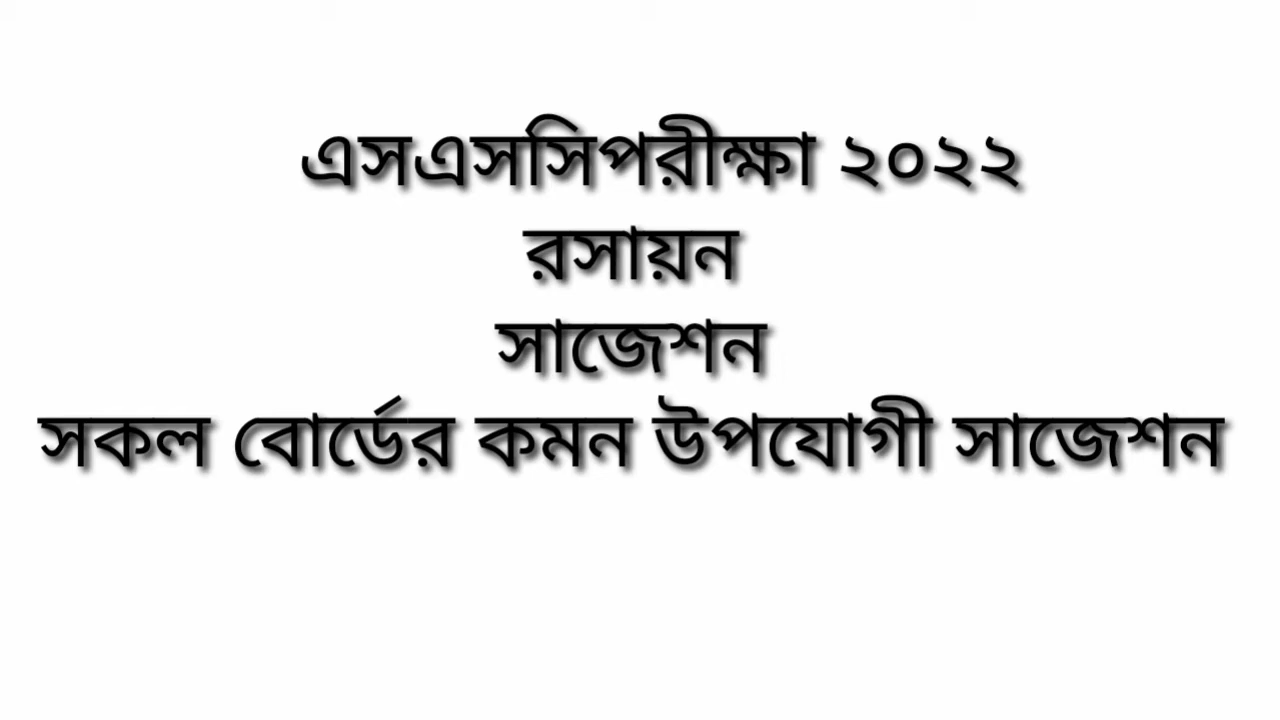 এসএসসিপরীক্ষা ২০২২
রসায়ন
সাজেশন
সকল বোর্ডের কমন উপযোগী সাজেশন